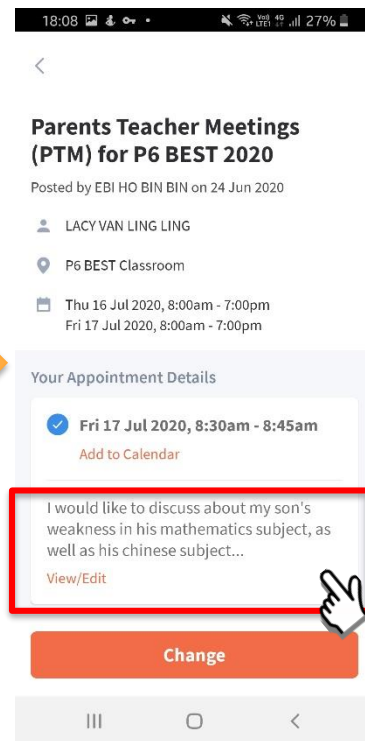 18:08 VoD 4G LTE1 27%
Parents Teacher Meetings
(PTM) for P6 BEST 2020
Posted by EBI HO BIN BIN on 24 Jun 2020
LACY VAN LING LING
P6 BEST Classroom
Thu 16 Jul 2020, 8:00am - 7:00pm
Fri 17 Jul 2020, 8:00am - 7:00pm
Your Appointment Details
Fri 17 Jul 2020, 8:30am - 8:45am
Add to Calendar
I would like to discuss about my son's
weakness in his mathematics subject, as
well as his chinese subject...
View/Edit
Change